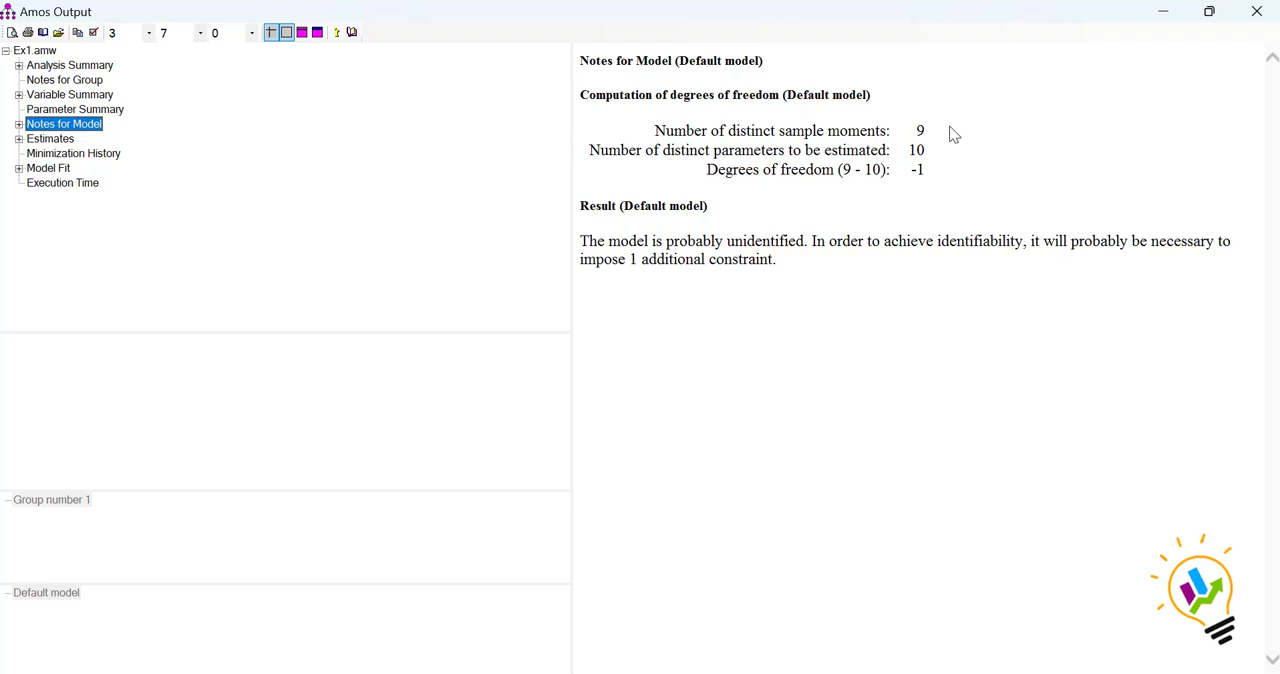 Amos Output
3 7 0
Ex1.amw
Analysis Summary
Notes for Group
Variable Summary
Parameter Summary
Notes for Model
Estimates
Minimization History
Model Fit
Execution Time
Group number 1
Default model
Notes for Model (Default model)
Computation of degrees of freedom (Default model)
Number of distinct sample moments: 9
Number of distinct parameters to be estimated: 10
Degrees of freedom (9 - 10): -1
Result (Default model)
The model is probably unidentified. In order to achieve identifiability, it will probably be necessary to
impose 1 additional constraint.